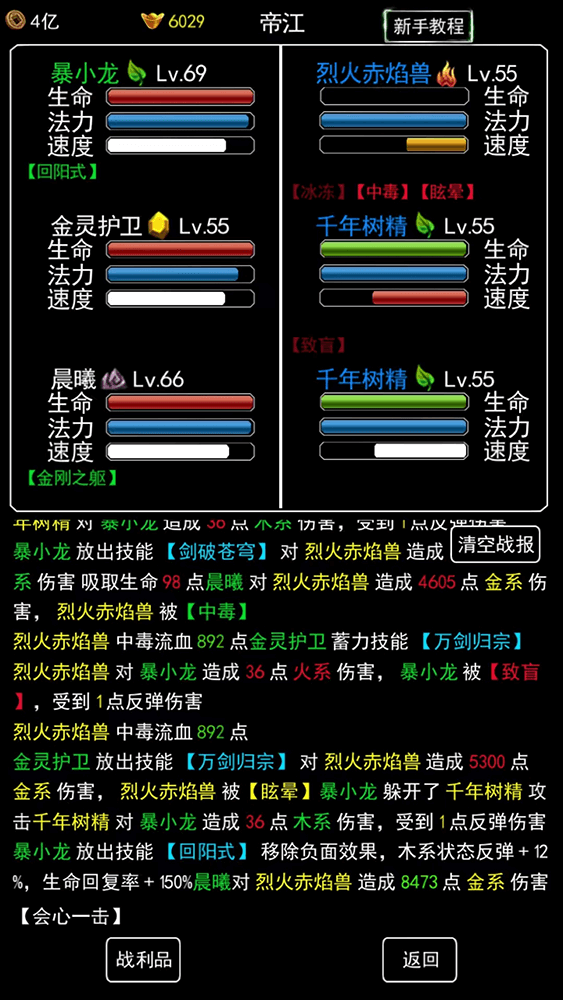 4亿 6029 帝江 新手教程
暴小龙 Lv.69
生命
法力
速度
【回阳式】
金灵护卫 Lv.55
生命
法力
速度
晨曦 Lv.66
生命
法力
速度
【金刚之躯】
烈火赤焰兽 Lv.55
生命
法力
速度
【冰冻】【中毒】【眩晕】
千年树精 Lv.55
生命
法力
速度
【致盲】
千年树精 Lv.55
生命
法力
速度
年树精 对 暴小龙 造成 36 点 木系 伤害，受到 1点反弹伤害
暴小龙 放出技能 【剑破苍穹】 对 烈火赤焰兽 造成
清空战报
系 伤害 吸取生命 98 点晨曦 对 烈火赤焰兽 造成 4605 点 金系 伤
害， 烈火赤焰兽 被【中毒】
烈火赤焰兽 中毒流血 892 点金灵护卫 蓄力技能 【万剑归宗】
烈火赤焰兽 对 暴小龙 造成 36 点 火系 伤害， 暴小龙 被【致盲
】，受到 1点反弹伤害
烈火赤焰兽 中毒流血 892 点
金灵护卫 放出技能 【万剑归宗】 对 烈火赤焰兽 造成 5300 点
金系 伤害， 烈火赤焰兽 被【眩晕】暴小龙 躲开了 千年树精 攻
击千年树精 对 暴小龙 造成 36 点 木系 伤害，受到 1点反弹伤害
暴小龙 放出技能 【回阳式】 移除负面效果，木系状态反弹＋12
%，生命回复率＋150%晨曦对 烈火赤焰兽 造成 8473 点 金系 伤害
【会心一击】
战利品 返回